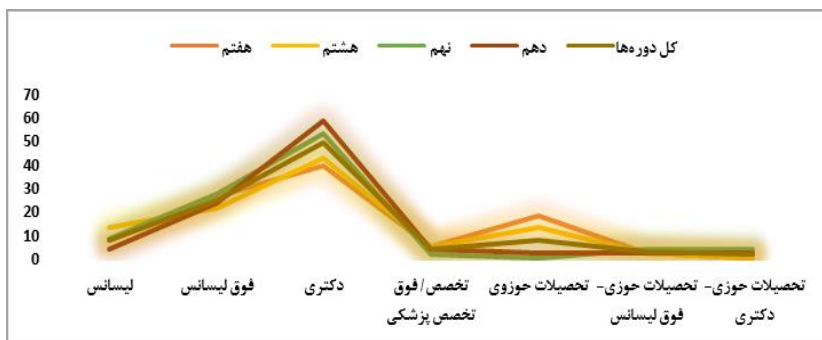 هفتم هشتم نهم دهم کل دوره‌ها
70
60
50
40
30
20
10
0
لیسانس
فوق لیسانس
دکتری
تخصص/ فوق
تخصص پزشکی
تحصیلات حوزوی
تحصیلات حوزی-
فوق لیسانس
تحصیلات حوزی-
دکتری